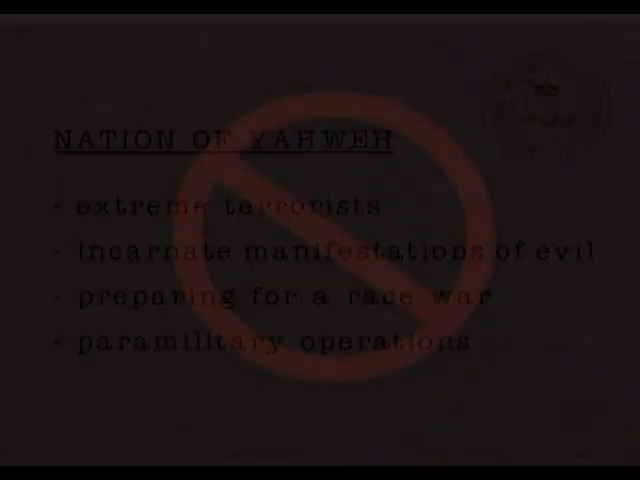 NATION OF YAHWEH
- extreme terrorists
- incarnate manifestations of evil
- preparing for a race war
- paramilitary operations